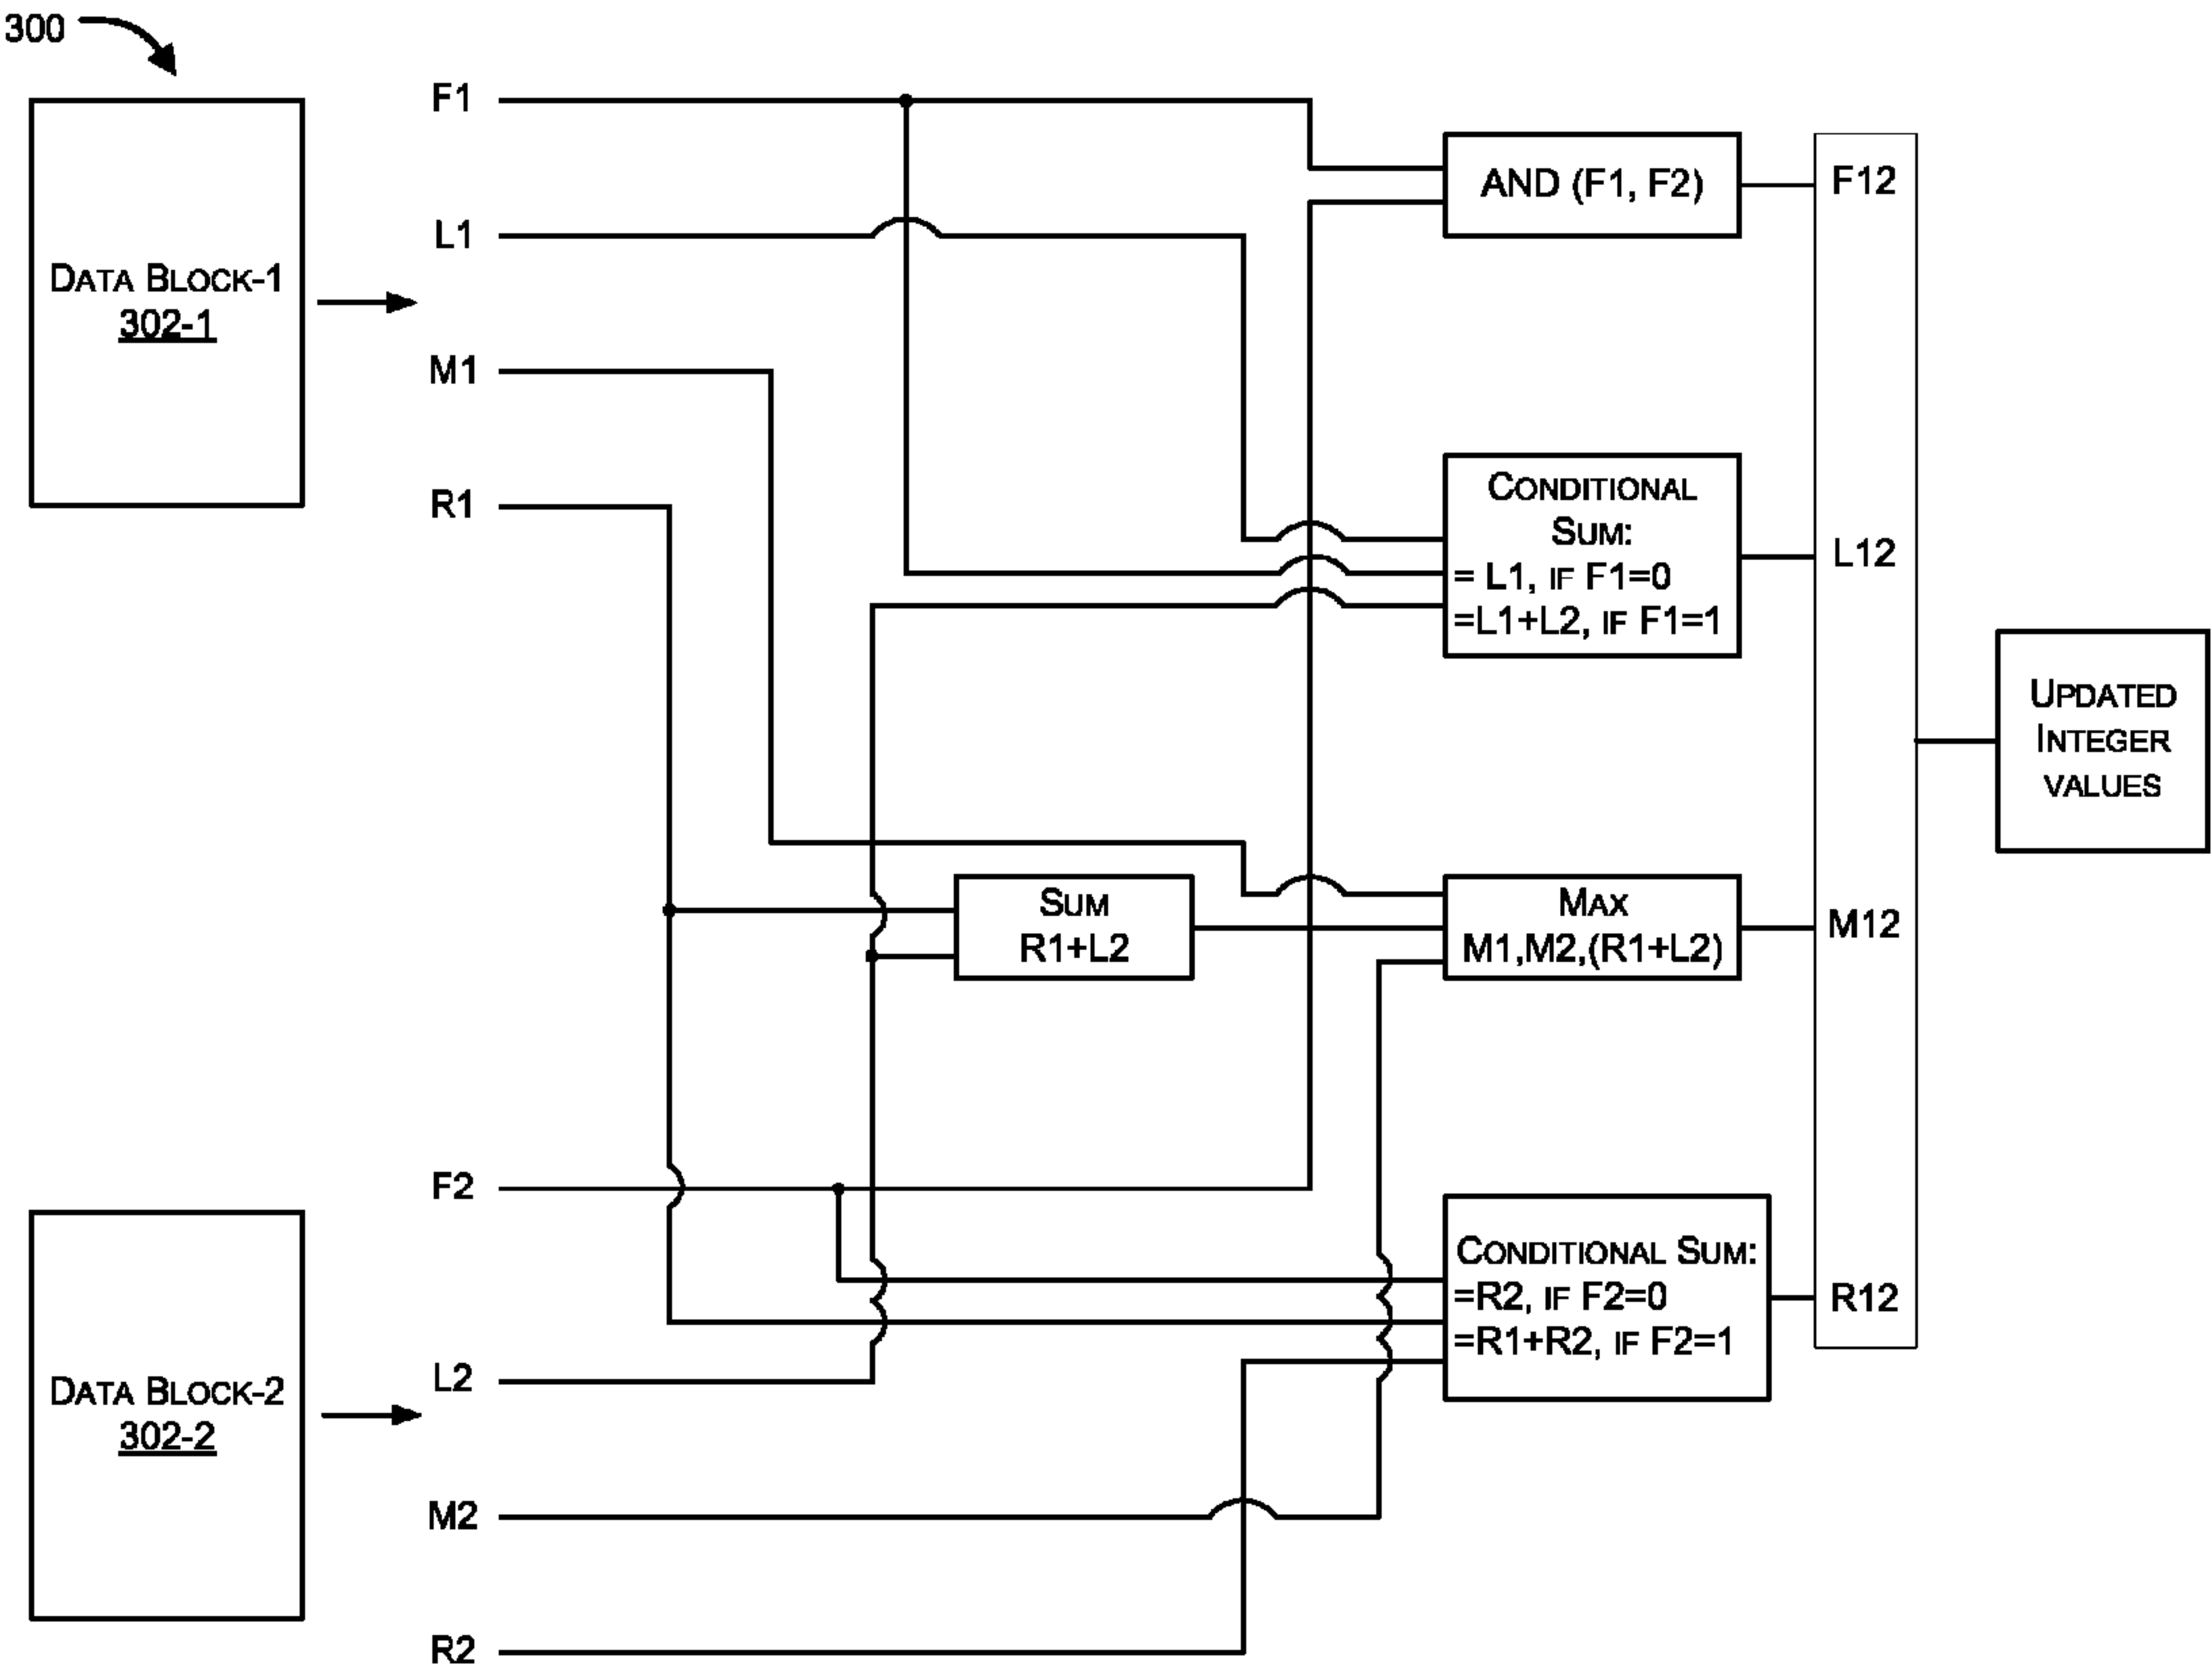 300
DATA BLOCK-1
302-1
F1
L1
M1
R1
AND (F1, F2)
CONDITIONAL
SUM:
= L1, IF F1=0
=L1+L2, IF F1=1
SUM
R1+L2
MAX
M1,M2,(R1+L2)
F12
L12
M12
R12
UPDATED
INTEGER
VALUES
DATA BLOCK-2
302-2
F2
L2
M2
R2
CONDITIONAL SUM:
=R2, IF F2=0
=R1+R2, IF F2=1